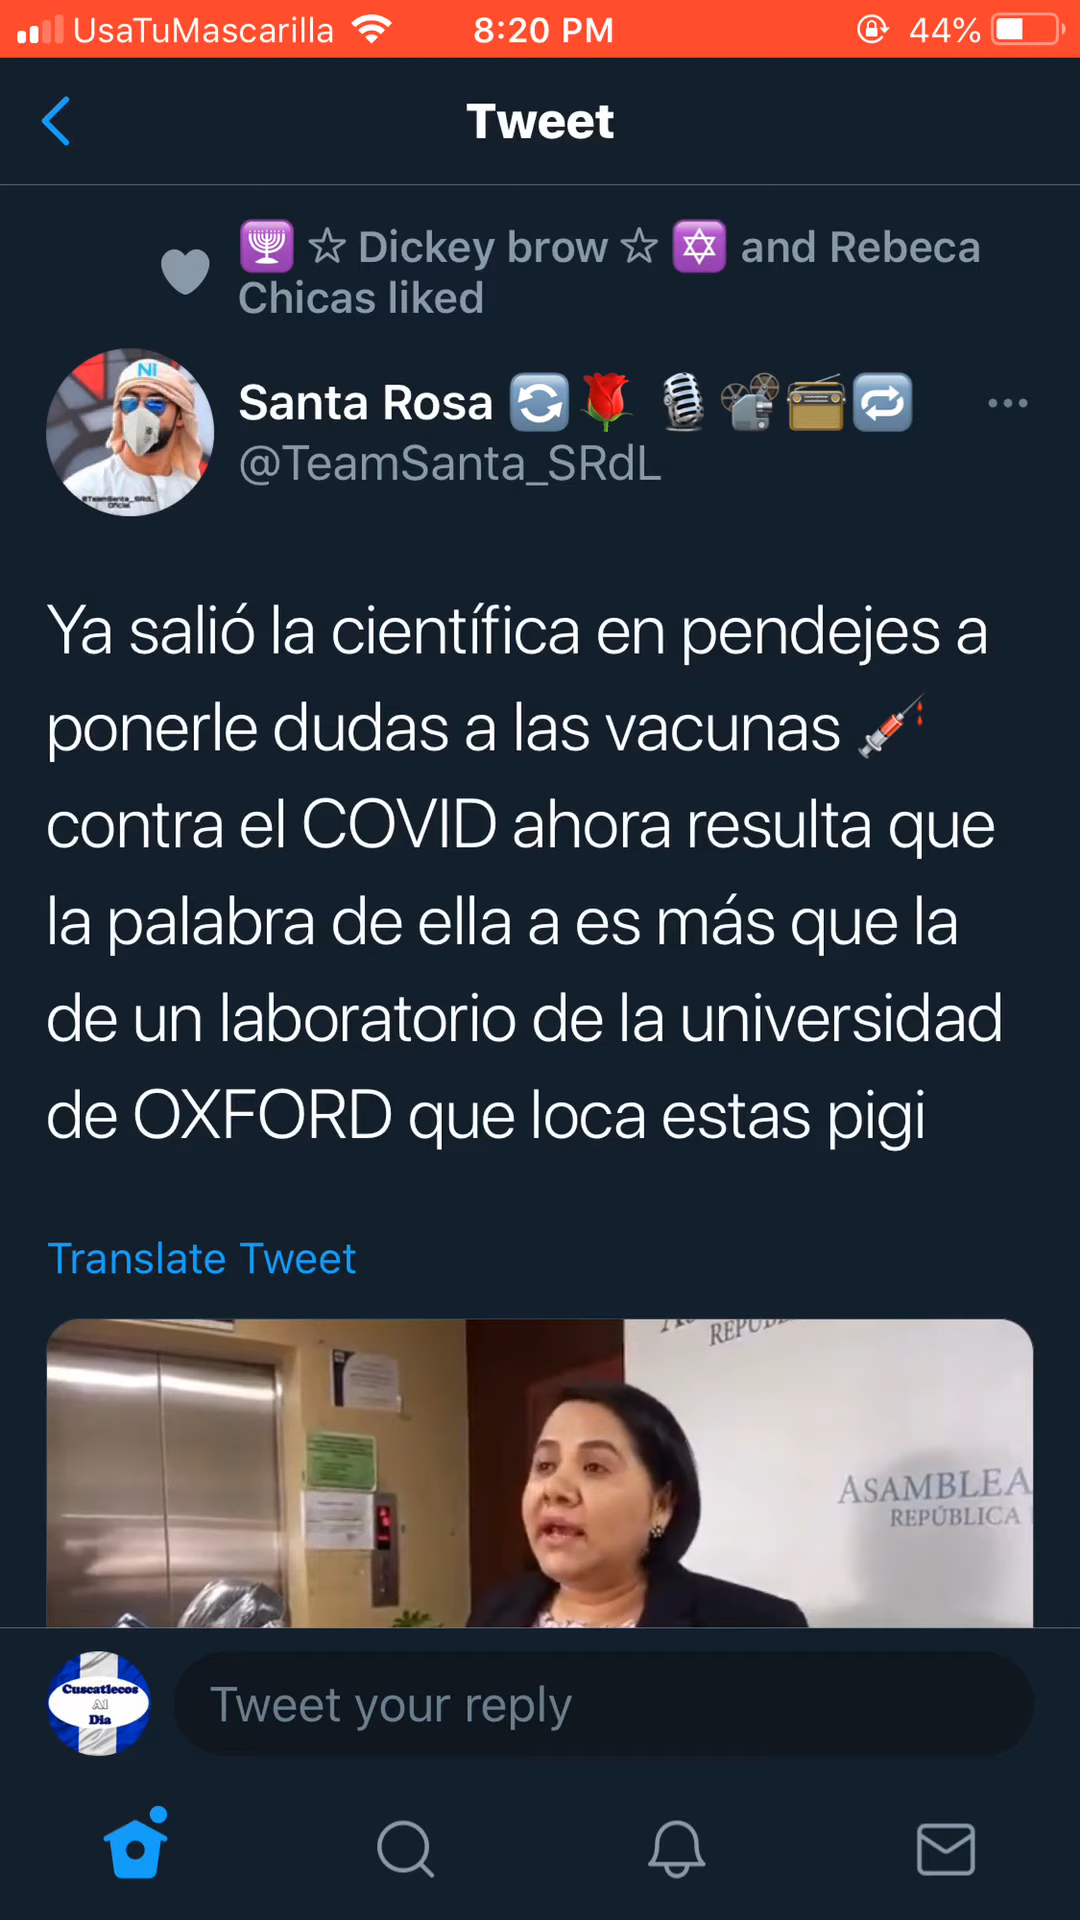 UsaTuMascarilla 8:20 PM 44%
Tweet
☆ Dickey brow ☆ and Rebeca
Chicas liked
NI
Santa Rosa
@TeamSanta_SRdL
Ya salió la científica en pendejes a
ponerle dudas a las vacunas
contra el COVID ahora resulta que
la palabra de ella a es más que la
de un laboratorio de la universidad
de OXFORD que loca estas pigi
Translate Tweet
ASAMBLEA
REPÚBLICA
Cuscatlecos
Al
Dia
Tweet your reply